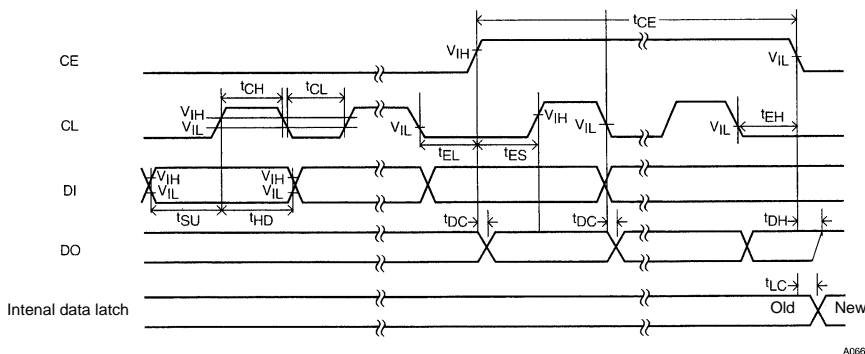 tCE
CE VIH VIL
tCH tCL
CL VIH VIL VIL VIH VIL VIL tEH
tEL tES
DI VIH VIL VIH VIL
tSU tHD
tDC tDC tDH
DO
tLC
Intenal data latch Old New
A066